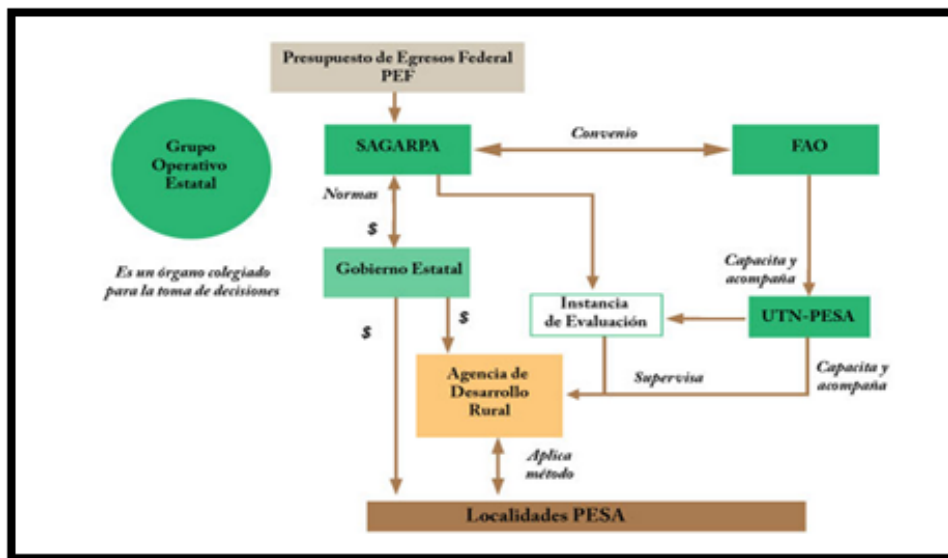 Presupuesto de Egresos Federal
PEF
Grupo
Operativo
Estatal
SAGARPA
Convenio
FAO
Normas
$
Es un órgano colegiado
para la toma de decisiones
Gobierno Estatal
Capacita y
acompaña
$
$
Instancia
de Evaluación
UTN-PESA
Agencia de
Desarrollo
Rural
Supervisa
Capacita y
acompaña
Aplica
método
Localidades PESA